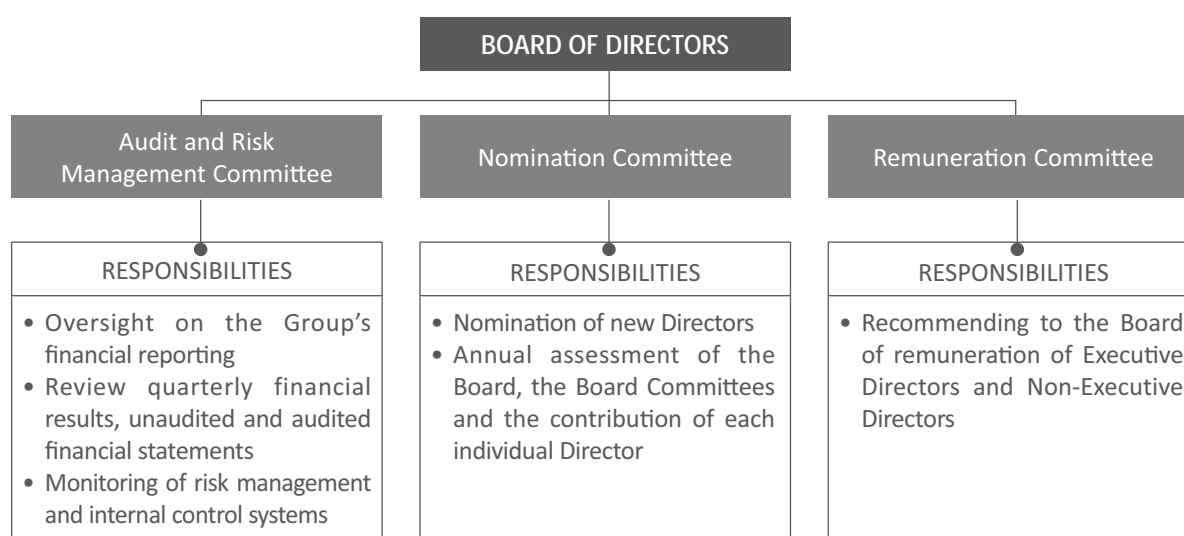 BOARD OF DIRECTORS
Audit and Risk
Management Committee
RESPONSIBILITIES
• Oversight on the Group's
financial reporting
• Review quarterly financial
results, unaudited and audited
financial statements
• Monitoring of risk management
and internal control systems
Nomination Committee
RESPONSIBILITIES
• Nomination of new Directors
• Annual assessment of the
Board, the Board Committees
and the contribution of each
individual Director
Remuneration Committee
RESPONSIBILITIES
• Recommending to the Board
of remuneration of Executive
Directors and Non-Executive
Directors